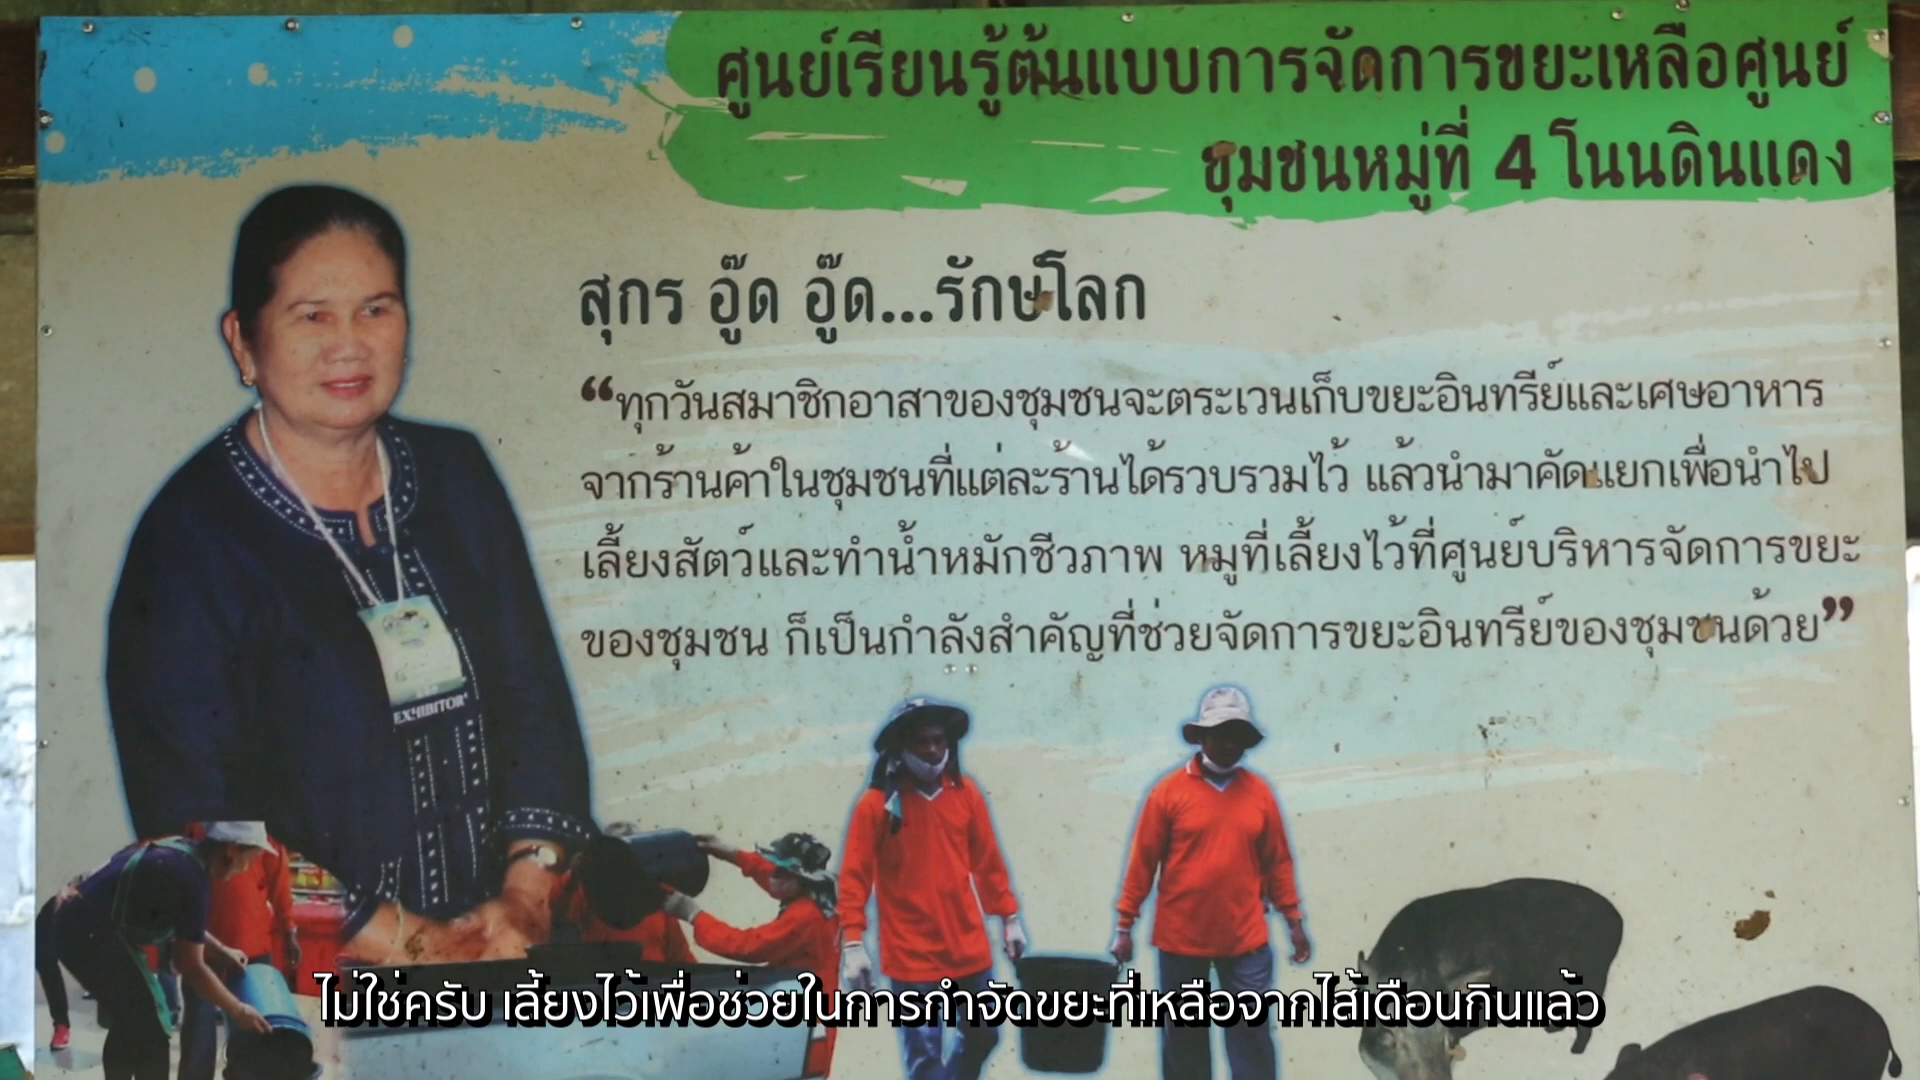 ศูนย์เรียนรู้ต้นแบบการจัดการขยะเหลือศูนย์
ชุมชนหมู่ที่ 4 โนนดินแดง
สุกร อู๊ด อู๊ด...รักษ์โลก
“ทุกวันสมาชิกอาสาของชุมชนจะตระเวนเก็บขยะอินทรีย์และเศษอาหาร
จากร้านค้าในชุมชนที่แต่ละร้านได้รวบรวมไว้ แล้วนำมาคัดแยกเพื่อนำไป
เลี้ยงสัตว์และทำน้ำหมักชีวภาพ หมูที่เลี้ยงไว้ที่ศูนย์บริหารจัดการขยะ
ของชุมชน ก็เป็นกำลังสำคัญที่ช่วยจัดการขยะอินทรีย์ของชุมชนด้วย”
EXHIBITOR
ไม่ใช่ครับ เลี้ยงไว้เพื่อช่วยในการกำจัดขยะที่เหลือจากไส้เดือนกินแล้ว